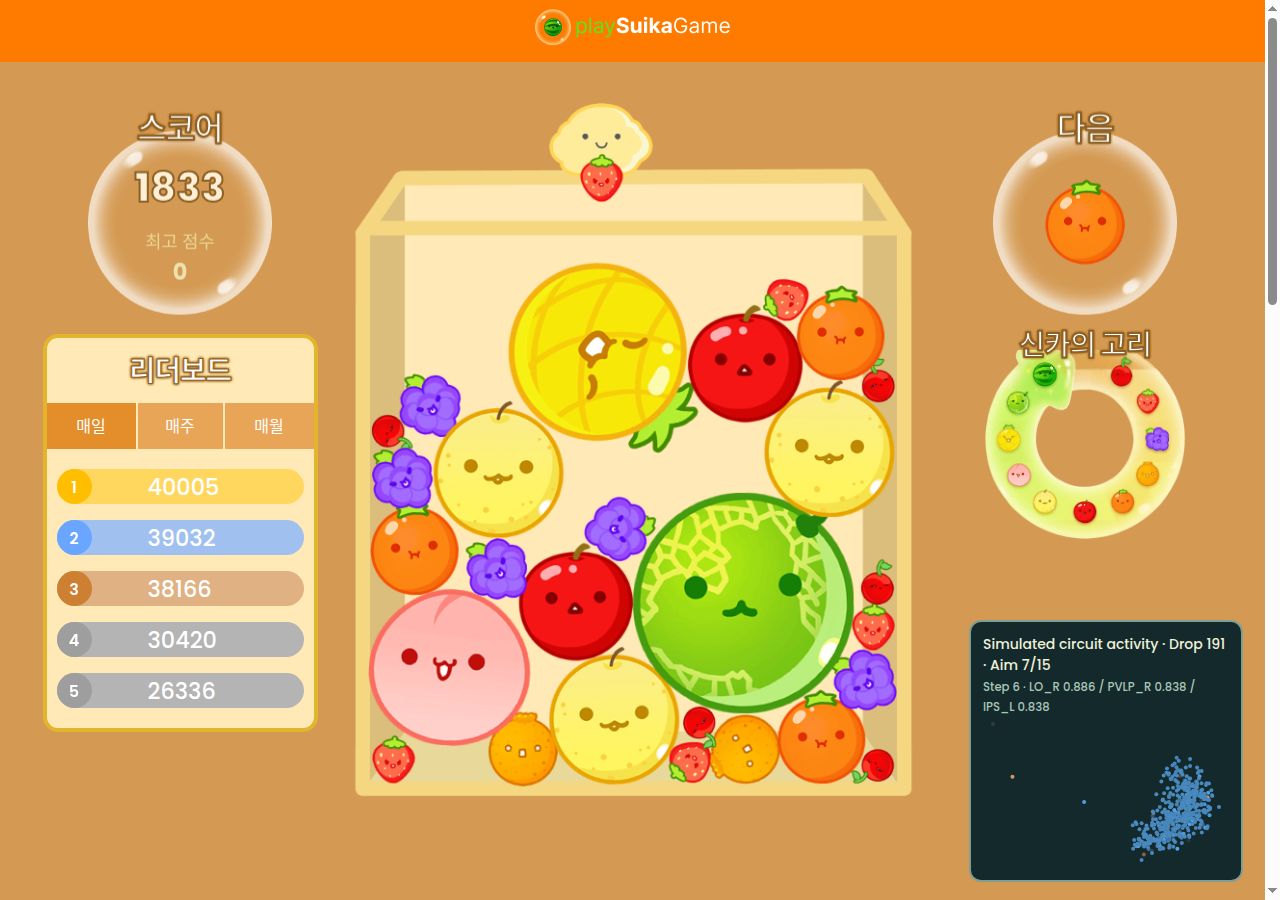 playSuikaGame
스코어
1833
최고 점수
0
리더보드
매일 매주 매월
1 40005
2 39032
3 38166
4 30420
5 26336
다음
신카의 고리
Simulated circuit activity · Drop 191
· Aim 7/15
Step 6 · LO_R 0.886 / PVLP_R 0.838 /
IPS_L 0.838